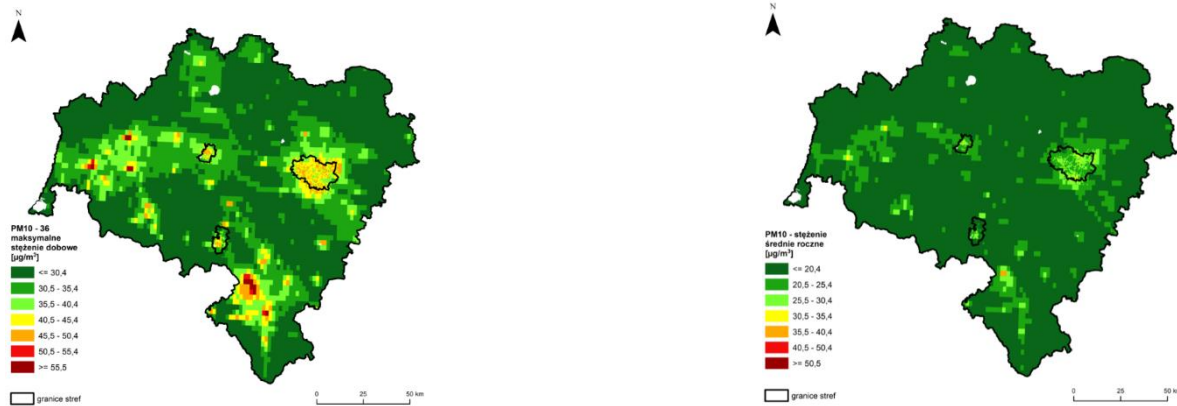 N
PM10 - 36
maksymalne
stężenie dobowe
[µg/m³]
<= 30,4
30,5 - 35,4
35,5 - 40,4
40,5 - 45,4
45,5 - 50,4
50,5 - 55,4
>= 55,5
granice stref
0 25 50 km
N
PM10 - stężenie
średnie roczne
[µg/m³]
<= 20,4
20,5 - 25,4
25,5 - 30,4
30,5 - 35,4
35,5 - 40,4
40,5 - 50,4
>= 50,5
granice stref
0 25 50 km